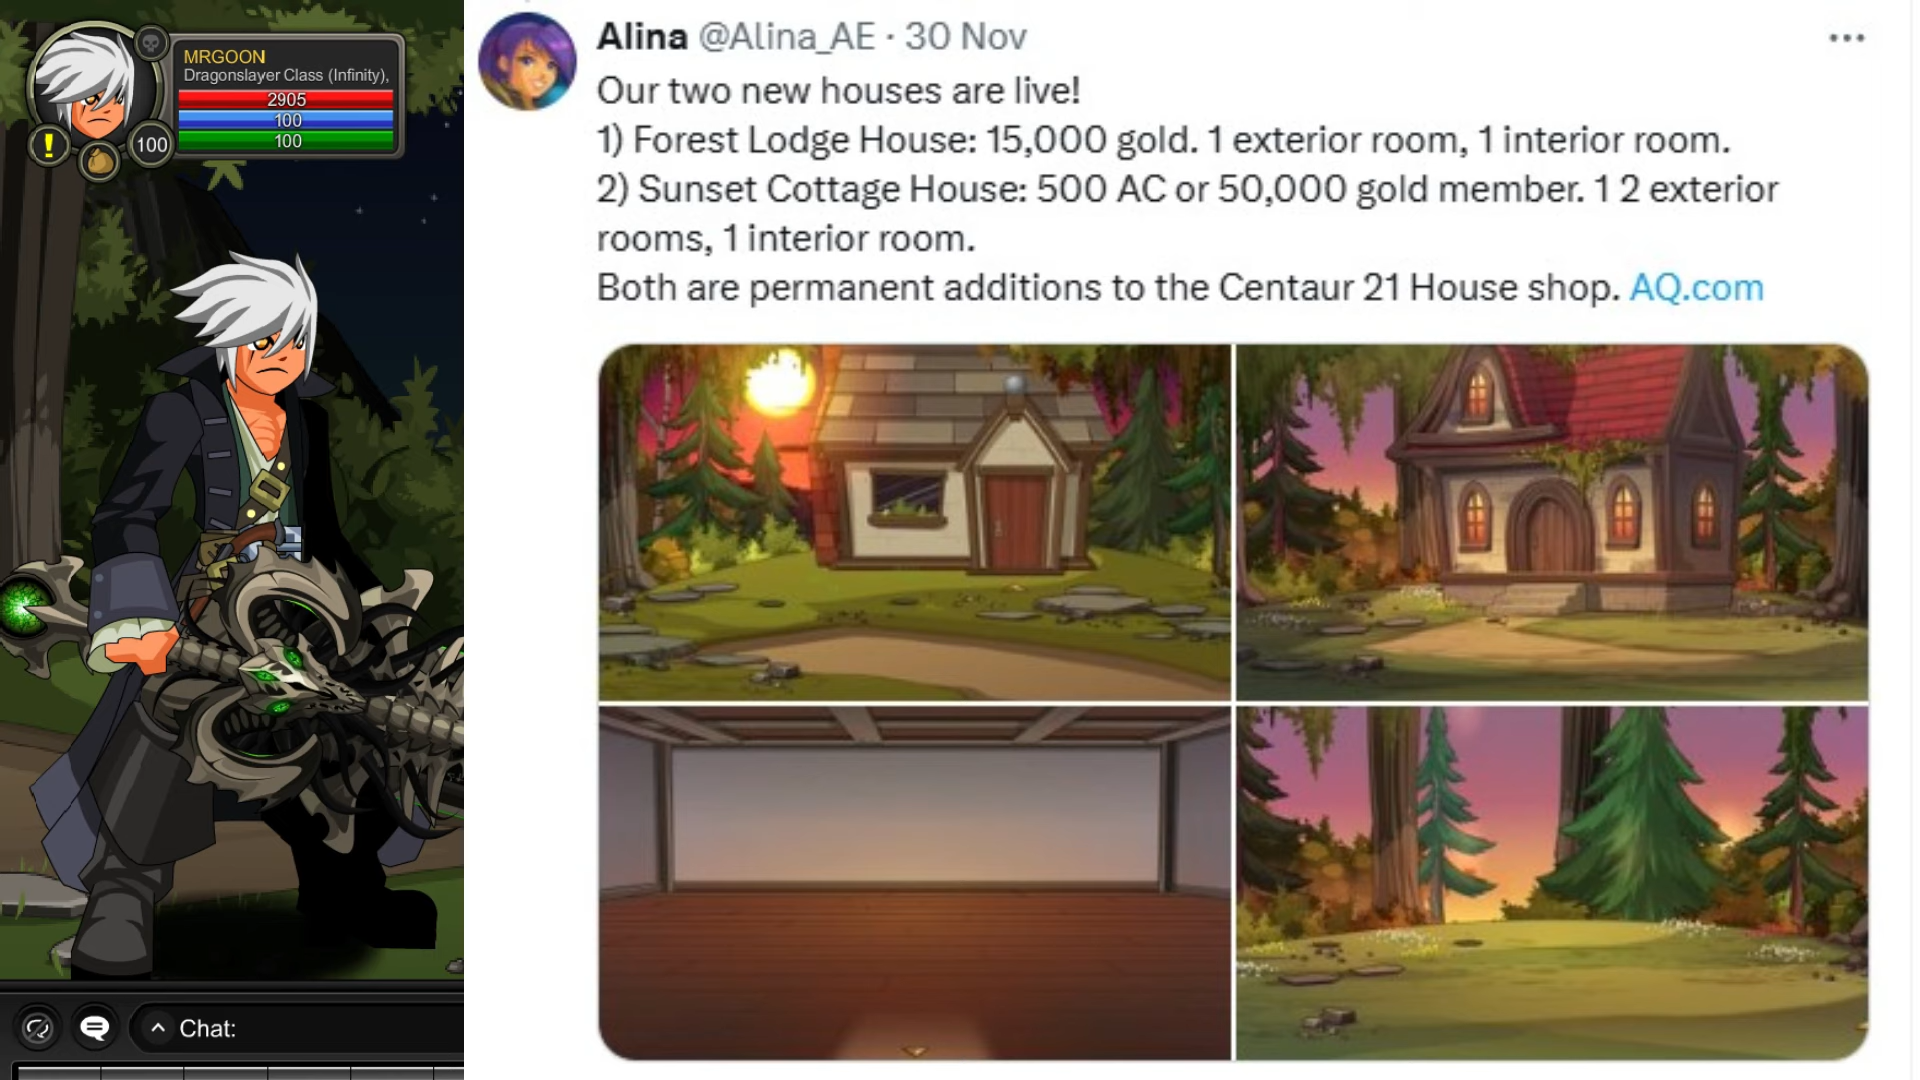 MRGOON
Dragonslayer Class (Infinity),
2905
100
100
100
Chat:
Alina @Alina_AE · 30 Nov
Our two new houses are live!
1) Forest Lodge House: 15,000 gold. 1 exterior room, 1 interior room.
2) Sunset Cottage House: 500 AC or 50,000 gold member. 1 2 exterior
rooms, 1 interior room.
Both are permanent additions to the Centaur 21 House shop. AQ.com